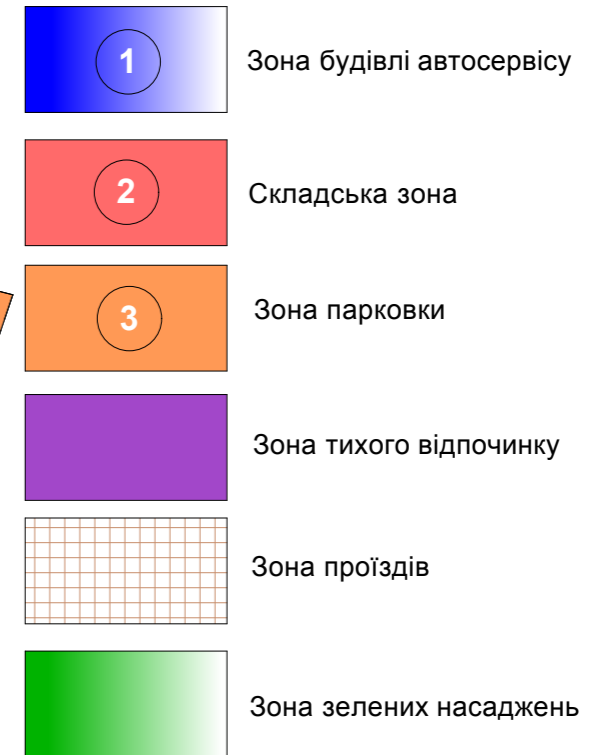 1 Зона будівлі автосервісу
2 Складська зона
3 Зона парковки
Зона тихого відпочинку
Зона проїздів
Зона зелених насаджень